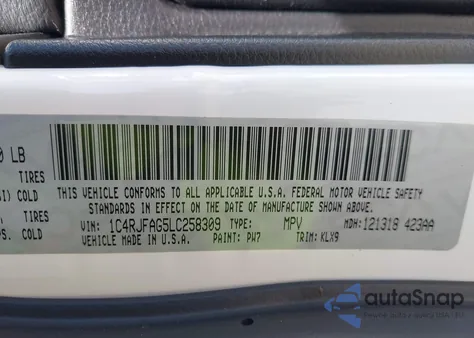 0 LB
TIRES
SI) COLD
TIRES
PS. COLD
THIS VEHICLE CONFORMS TO ALL APPLICABLE U.S.A. FEDERAL MOTOR VEHICLE SAFETY
STANDARDS IN EFFECT ON THE DATE OF MANUFACTURE SHOWN ABOVE.
VIN: 1C4RJFAG5LC258309 TYPE: MPV MDH: 121318 423AA
VEHICLE MADE IN U.S.A. PAINT: PW7 TRIM: KLX9
autoSnap